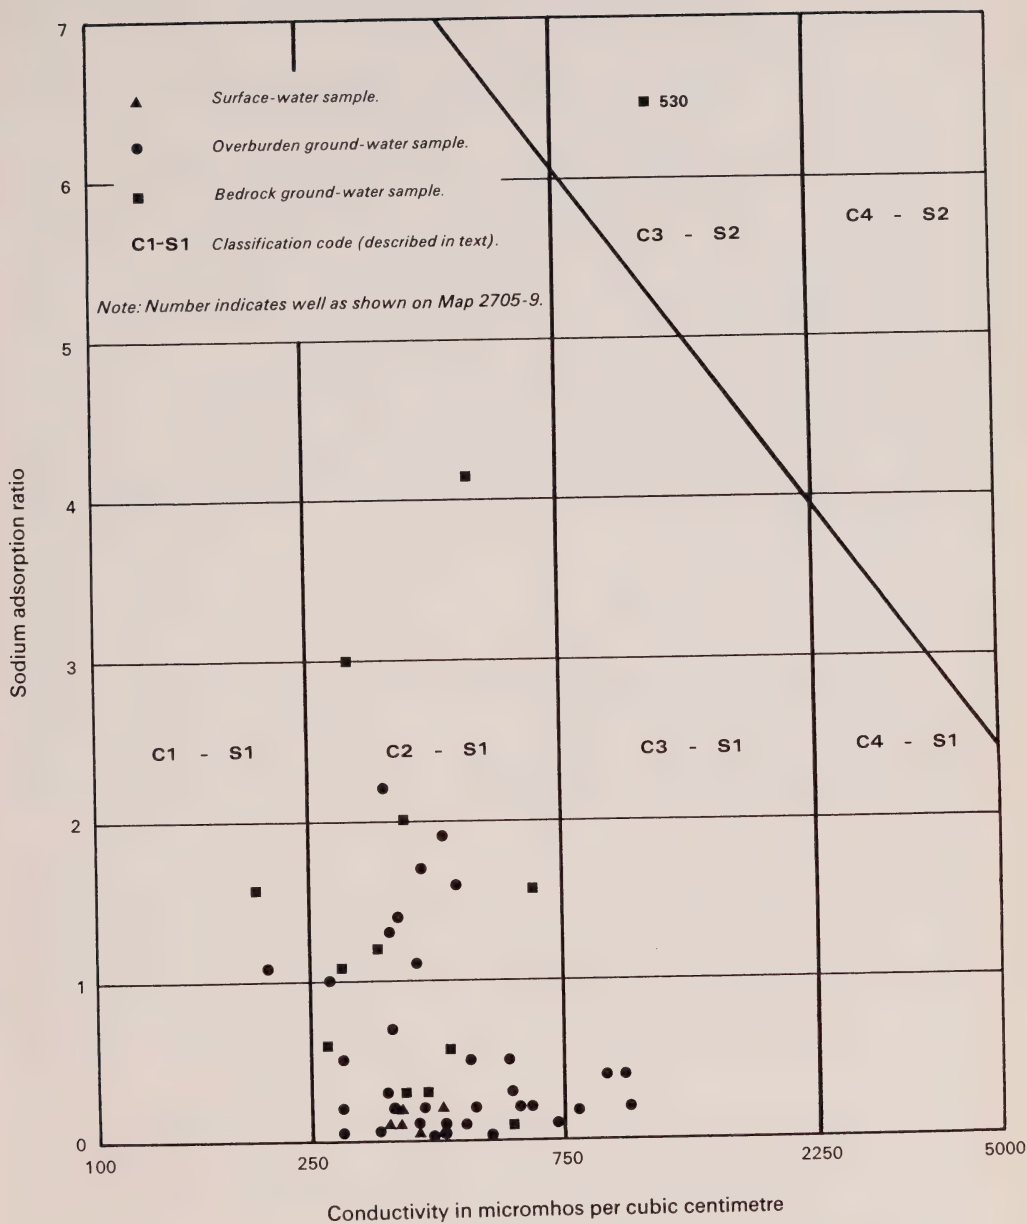 7
Surface-water sample.
530
Overburden ground-water sample.
6
Bedrock ground-water sample.
C3 - S2
C4 - S2
C1-S1 Classification code (described in text).
Note: Number indicates well as shown on Map 2705-9.
5
4
Sodium adsorption ratio
3
C1 - S1
C2 - S1
C3 - S1
C4 - S1
2
1
0
100
250
750
2250
5000
Conductivity in micromhos per cubic centimetre